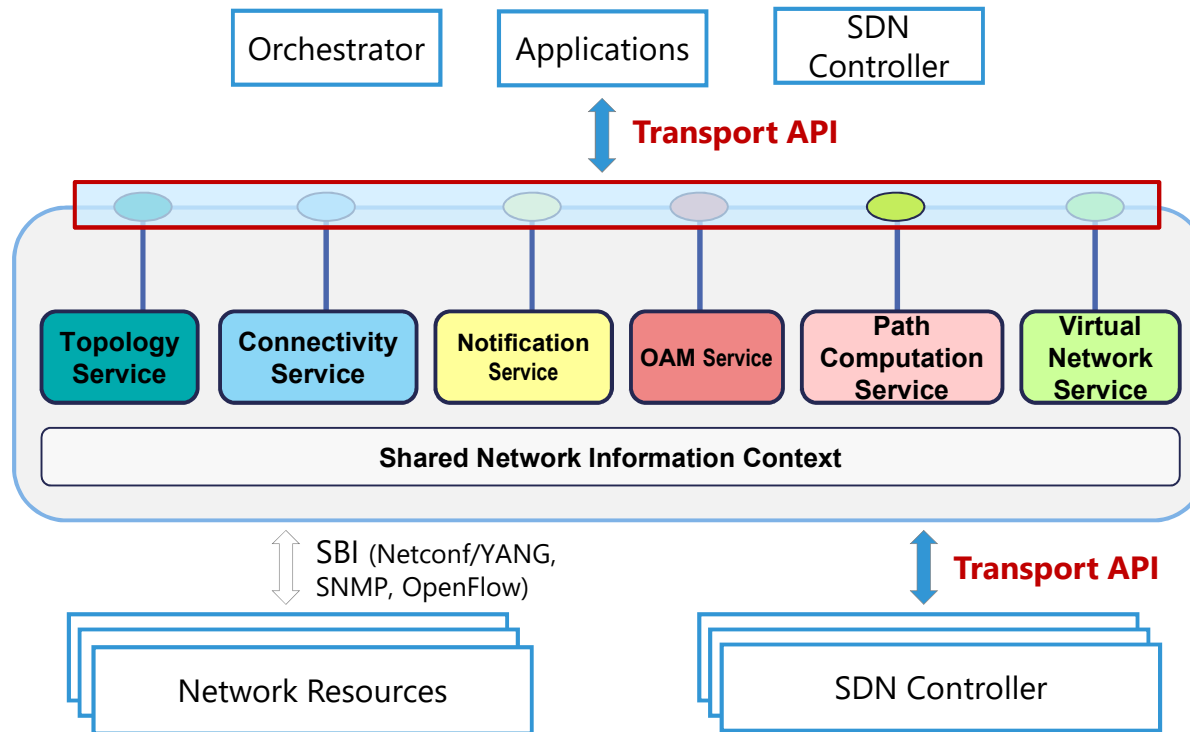 Orchestrator
Applications
SDN
Controller
Transport API
Topology
Service
Connectivity
Service
Notification
Service
OAM Service
Path
Computation
Service
Virtual
Network
Service
Shared Network Information Context
SBI (Netconf/YANG,
SNMP, OpenFlow)
Transport API
Network Resources
SDN Controller